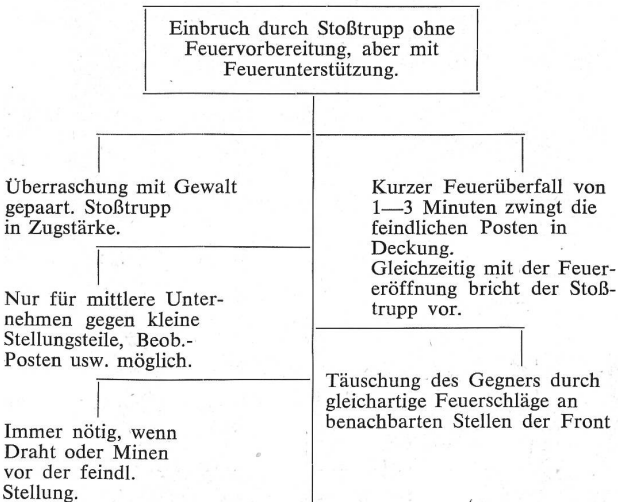 Einbruch durch Stoßtrupp ohne
Feuervorbereitung, aber mit
Feuerunterstützung.
Überraschung mit Gewalt
gepaart. Stoßtrupp
in Zugstärke.
Nur für mittlere Unter-
nehmen gegen kleine
Stellungsteile, Beob.-
Posten usw. möglich.
Immer nötig, wenn
Draht oder Minen
vor der feindl.
Stellung.
Kurzer Feuerüberfall von
1—3 Minuten zwingt die
feindlichen Posten in
Deckung.
Gleichzeitig mit der Feuer-
eröffnung bricht der Stoß-
trupp vor.
Täuschung des Gegners durch
gleichartige Feuerschläge an
benachbarten Stellen der Front